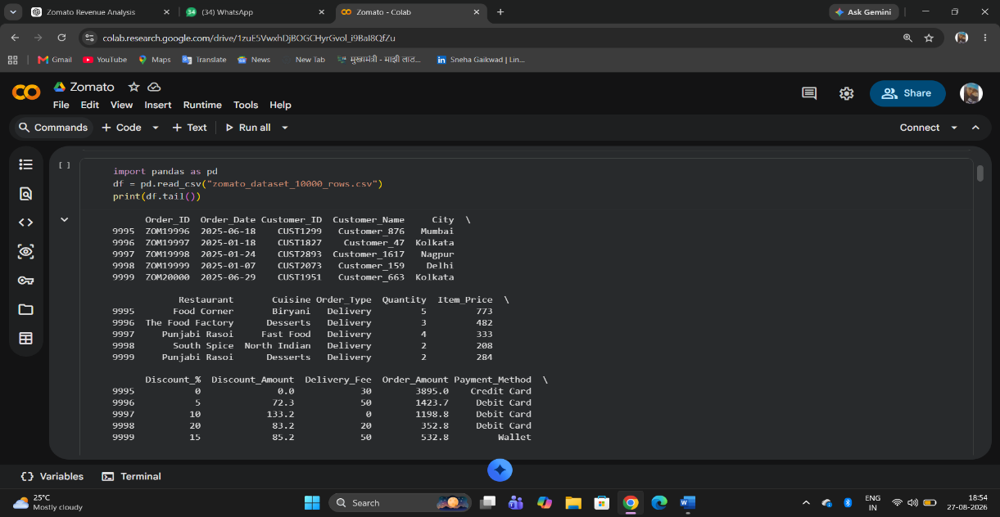 Zomato Revenue Analysis
34 (34) WhatsApp
Zomato - Colab
Ask Gemini
colab.research.google.com/drive/1zuE5VwxhDjBOGCHyrGvol_i9BaI8QfZu
Gmail YouTube Maps Translate News New Tab मुख्यमंत्री - माझी लाठ... Sneha Gaikwad | Lin...
Zomato
File Edit View Insert Runtime Tools Help
Share
Commands + Code + Text Run all Connect
[ ]
import pandas as pd
df = pd.read_csv("zomato_dataset_10000_rows.csv")
print(df.tail())
Order_ID Order_Date Customer_ID Customer_Name City \
9995 ZOM19996 2025-06-18 CUST1299 Customer_876 Mumbai
9996 ZOM19997 2025-01-18 CUST1827 Customer_47 Kolkata
9997 ZOM19998 2025-01-24 CUST2893 Customer_1617 Nagpur
9998 ZOM19999 2025-01-07 CUST2073 Customer_159 Delhi
9999 ZOM20000 2025-06-29 CUST1951 Customer_663 Kolkata
Restaurant Cuisine Order_Type Quantity Item_Price \
9995 Food Corner Biryani Delivery 5 773
9996 The Food Factory Desserts Delivery 3 482
9997 Punjabi Rasoi Fast Food Delivery 4 333
9998 South Spice North Indian Delivery 2 208
9999 Punjabi Rasoi Desserts Delivery 2 284
Discount_% Discount_Amount Delivery_Fee Order_Amount Payment_Method \
9995 0 0.0 30 3895.0 Credit Card
9996 5 72.3 50 1423.7 Debit Card
9997 10 133.2 0 1198.8 Debit Card
9998 20 83.2 20 352.8 Debit Card
9999 15 85.2 50 532.8 Wallet
{} Variables Terminal
25°C
Mostly cloudy
Search
ENG
IN
18:54
27-08-2026